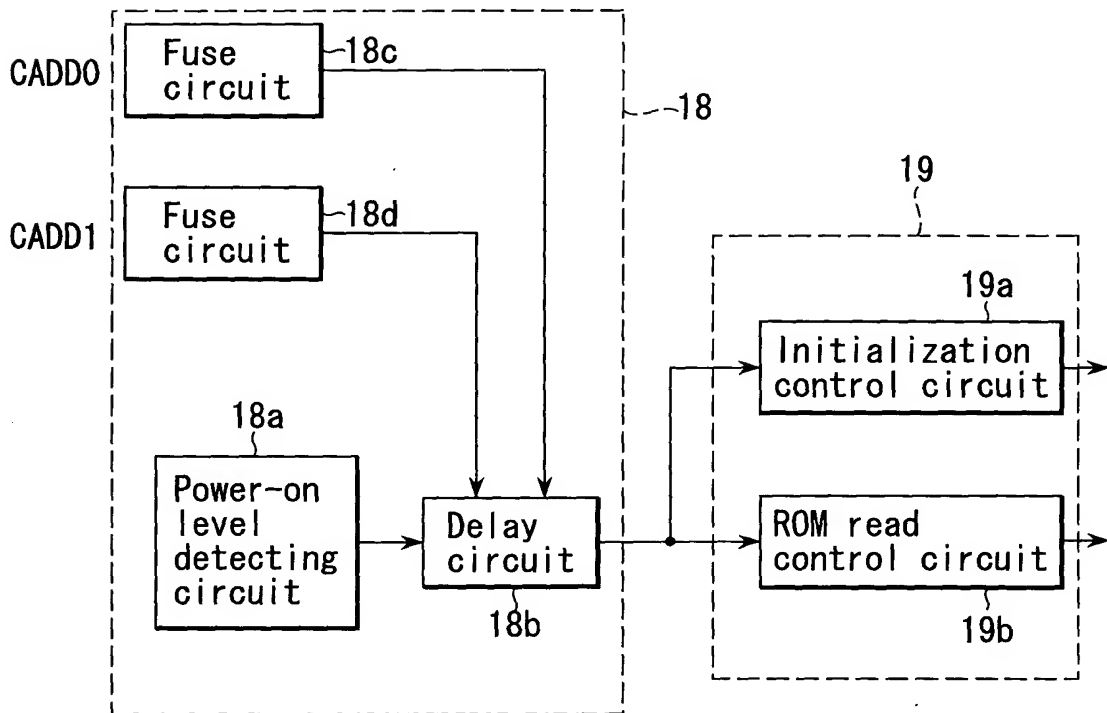 CADD0
Fuse
circuit
18c
18
CADD1
Fuse
circuit
18d
19
19a
Initialization
control circuit
18a
Power-on
level
detecting
circuit
Delay
circuit
18b
ROM read
control circuit
19b